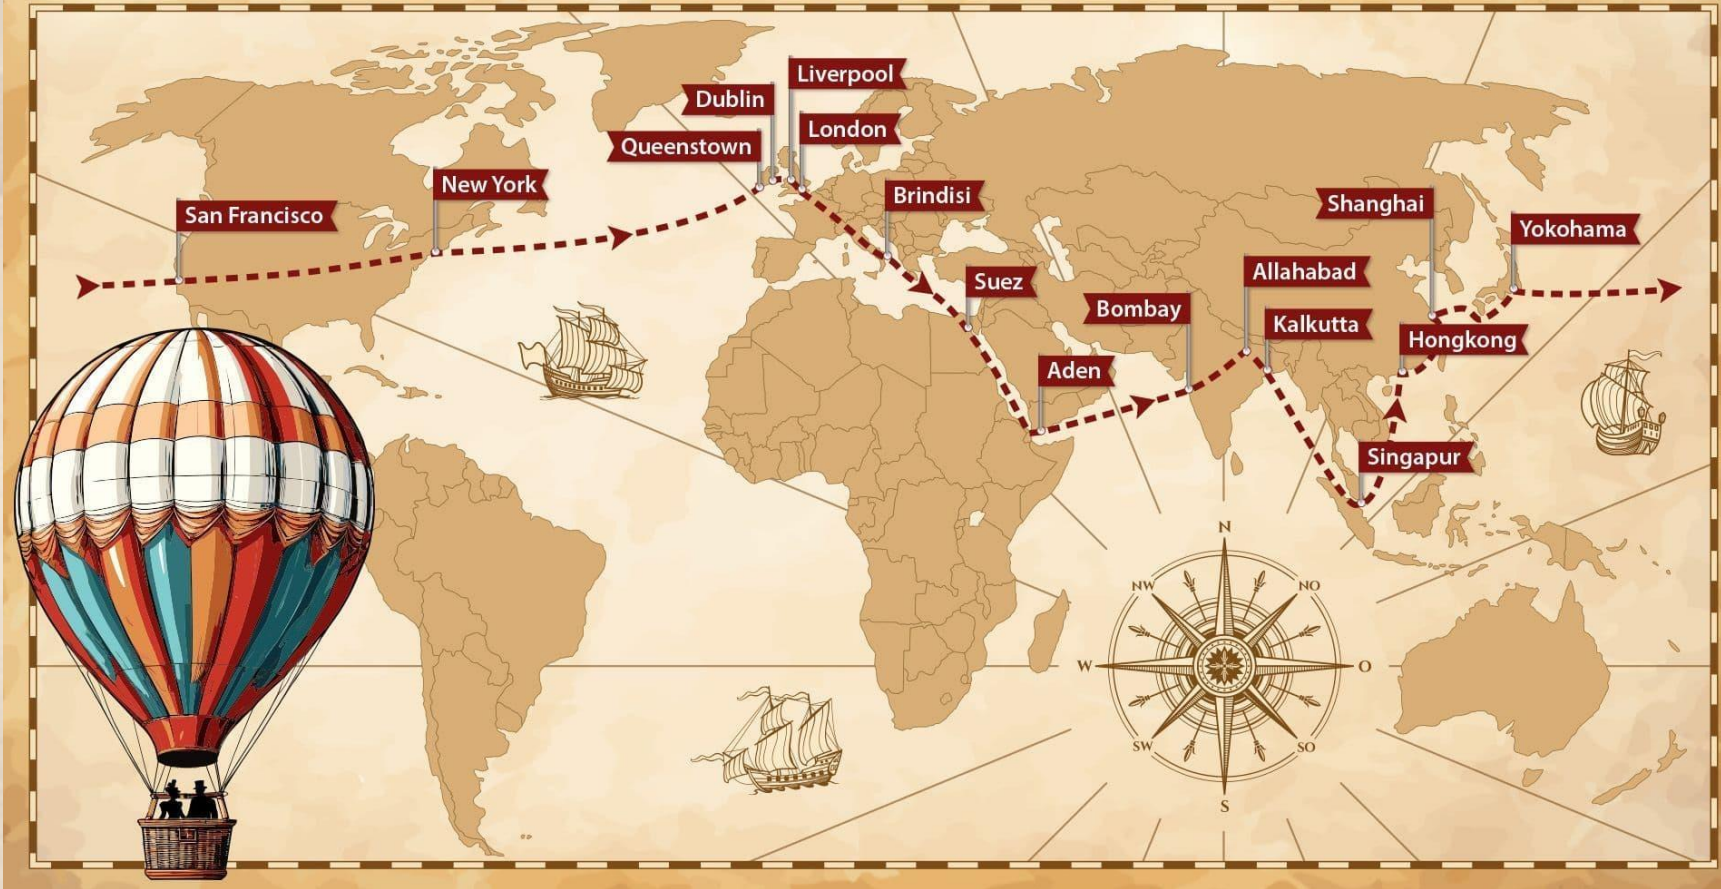 Liverpool
Dublin
London
Queenstown
New York
San Francisco
Brindisi
Shanghai
Yokohama
Suez
Allahabad
Bombay
Kalkutta
Hongkong
Aden
Singapur
N
NW
NO
W
O
SW
SO
S